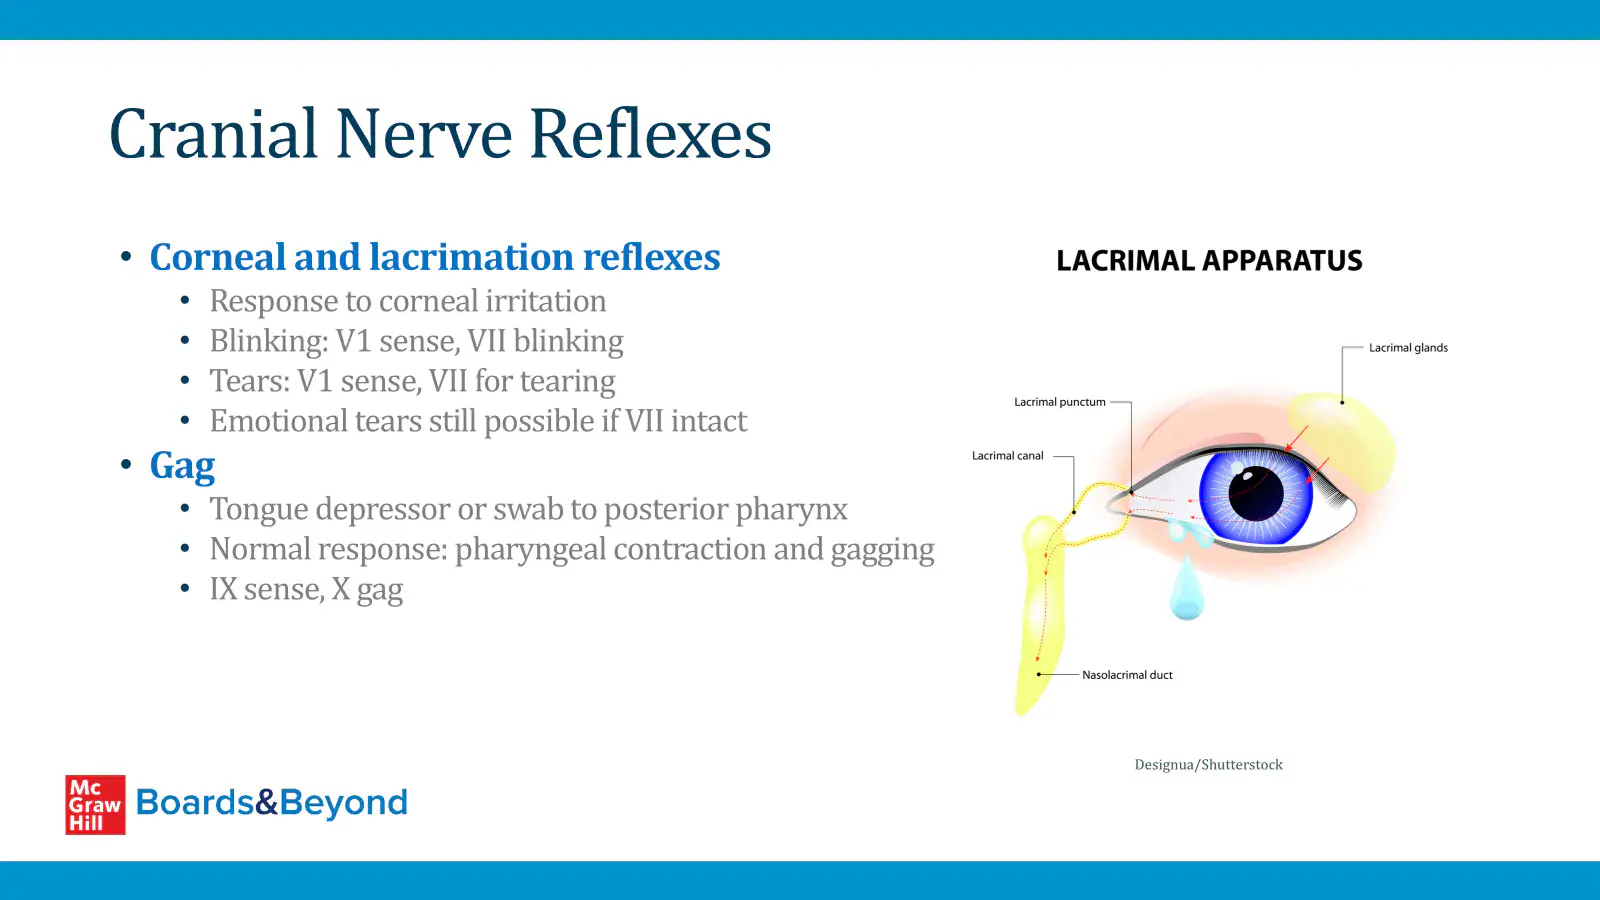 Cranial Nerve Reflexes
• Corneal and lacrimation reflexes
• Response to corneal irritation
• Blinking: V1 sense, VII blinking
• Tears: V1 sense, VII for tearing
• Emotional tears still possible if VII intact
• Gag
• Tongue depressor or swab to posterior pharynx
• Normal response: pharyngeal contraction and gagging
• IX sense, X gag
LACRIMAL APPARATUS
Lacrimal glands
Lacrimal punctum
Lacrimal canal
Nasolacrimal duct
Designua/Shutterstock
Mc
Graw
Hill
Boards&Beyond